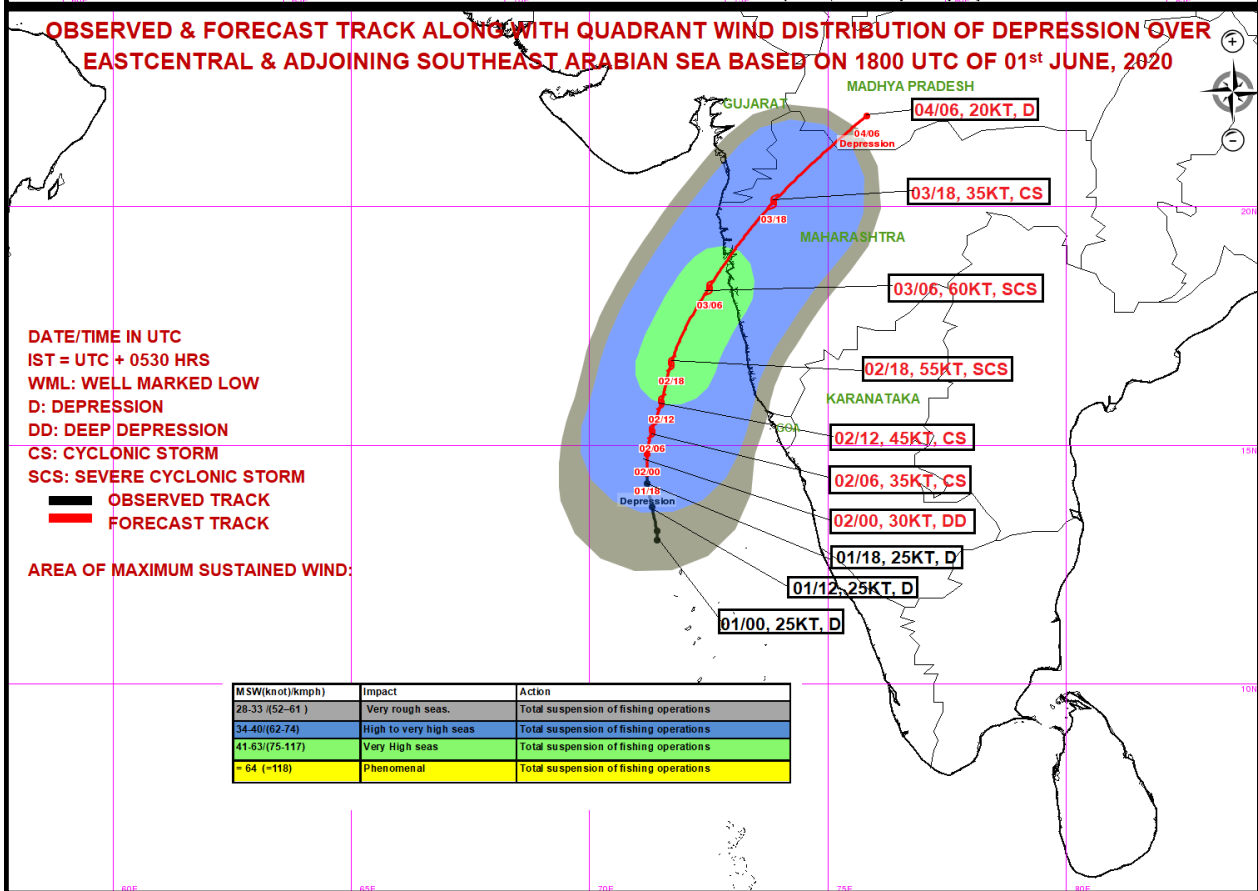 OBSERVED & FORECAST TRACK ALONG WITH QUADRANT WIND DISTRIBUTION OF DEPRESSION OVER
EASTCENTRAL & ADJOINING SOUTHEAST ARABIAN SEA BASED ON 1800 UTC OF 01st JUNE, 2020
MADHYA PRADESH
GUJARAT
04/06, 20KT, D
04/06
Depression
03/18, 35KT, CS
20N
03/18
MAHARASHTRA
03/06, 60KT, SCS
03/06
DATE/TIME IN UTC
IST = UTC + 0530 HRS
WML: WELL MARKED LOW
D: DEPRESSION
DD: DEEP DEPRESSION
CS: CYCLONIC STORM
SCS: SEVERE CYCLONIC STORM
OBSERVED TRACK
FORECAST TRACK
AREA OF MAXIMUM SUSTAINED WIND:
02/18, 55KT, SCS
02/18
KARANATAKA
02/12
GOA
02/12, 45KT, CS
02/06
15N
02/00
02/06, 35KT, CS
01/18
Depression
02/00, 30KT, DD
01/18, 25KT, D
01/12, 25KT, D
01/00, 25KT, D
10N
MSW(knot)/kmph) Impact Action
28-33 /(52–61 ) Very rough seas. Total suspension of fishing operations
34-40/(62-74) High to very high seas Total suspension of fishing operations
41-63/(75-117) Very High seas Total suspension of fishing operations
= 64 (=118) Phenomenal Total suspension of fishing operations
60E 65E 70E 75E 80E